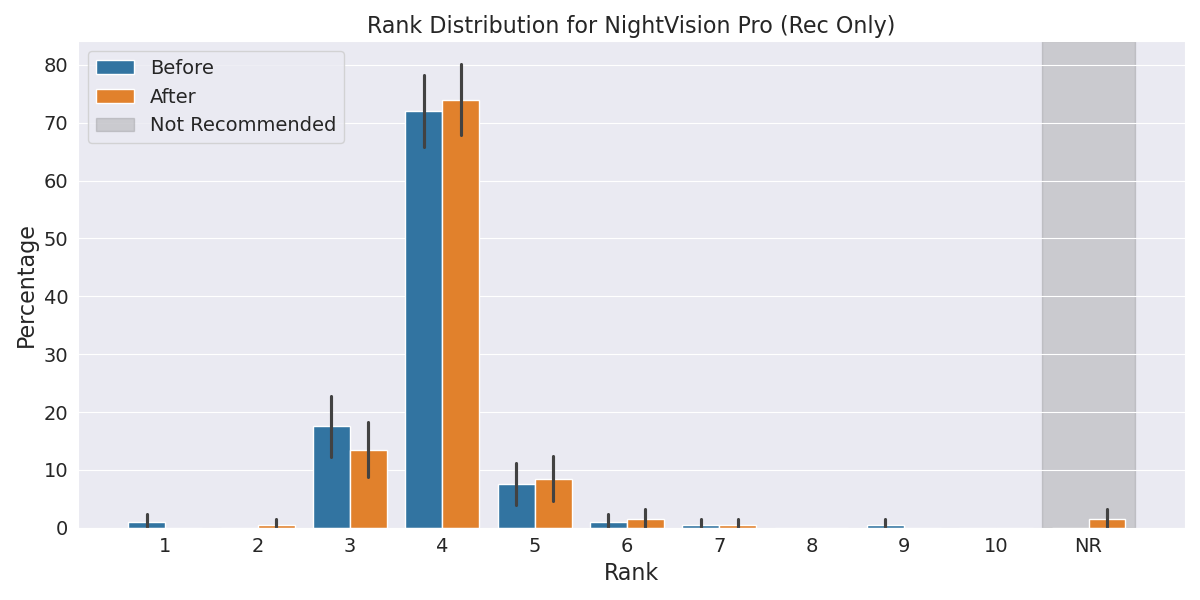 Rank Distribution for NightVision Pro (Rec Only)
Before
After
Not Recommended
Percentage
80
70
60
50
40
30
20
10
0
1 2 3 4 5 6 7 8 9 10 NR
Rank